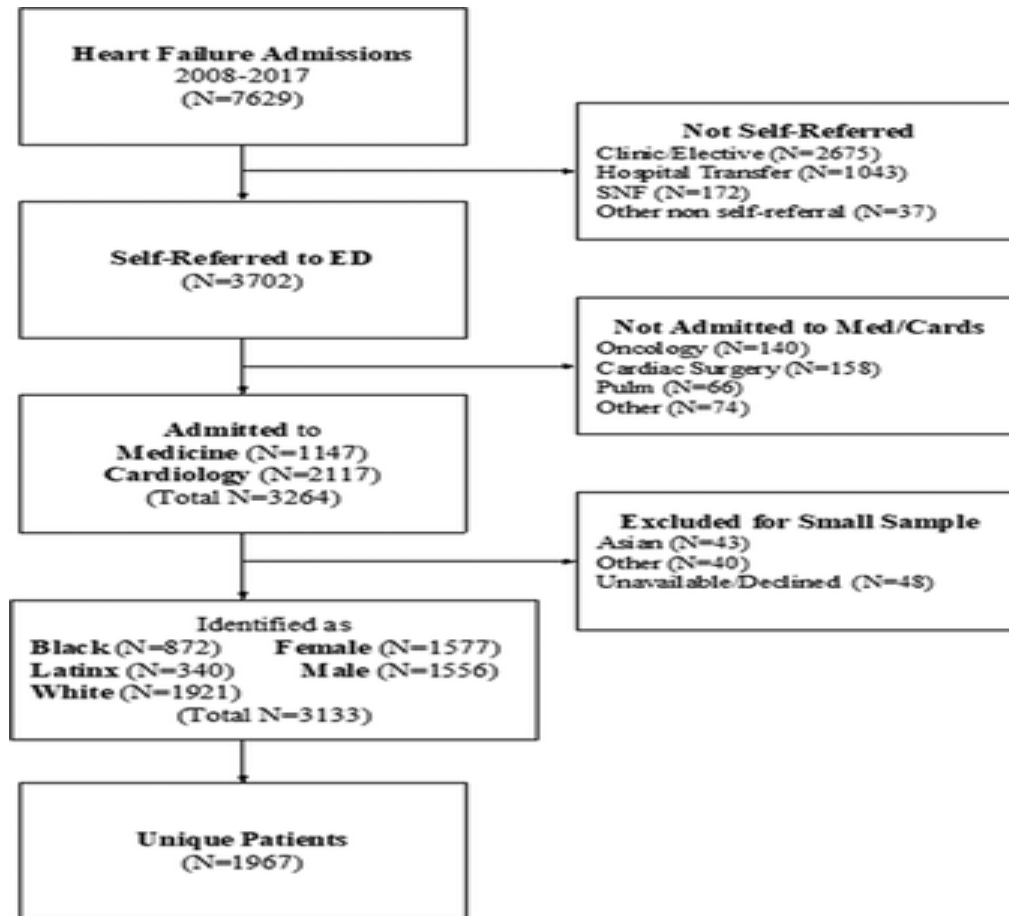 Heart Failure Admissions
2008-2017
(N=7629)
Not Self-Referred
Clinic/Elective (N=2675)
Hospital Transfer (N=1043)
SNF (N=172)
Other non self-referral (N=37)
Self-Referred to ED
(N=3702)
Not Admitted to Med/Cards
Oncology (N=140)
Cardiac Surgery (N=158)
Pulm (N=66)
Other (N=74)
Admitted to
Medicine (N=1147)
Cardiology (N=2117)
(Total N=3264)
Excluded for Small Sample
Asian (N=43)
Other (N=40)
Unavailable/Declined (N=48)
Identified as
Black (N=872) Female (N=1577)
Latinx (N=340) Male (N=1556)
White (N=1921)
(Total N=3133)
Unique Patients
(N=1967)